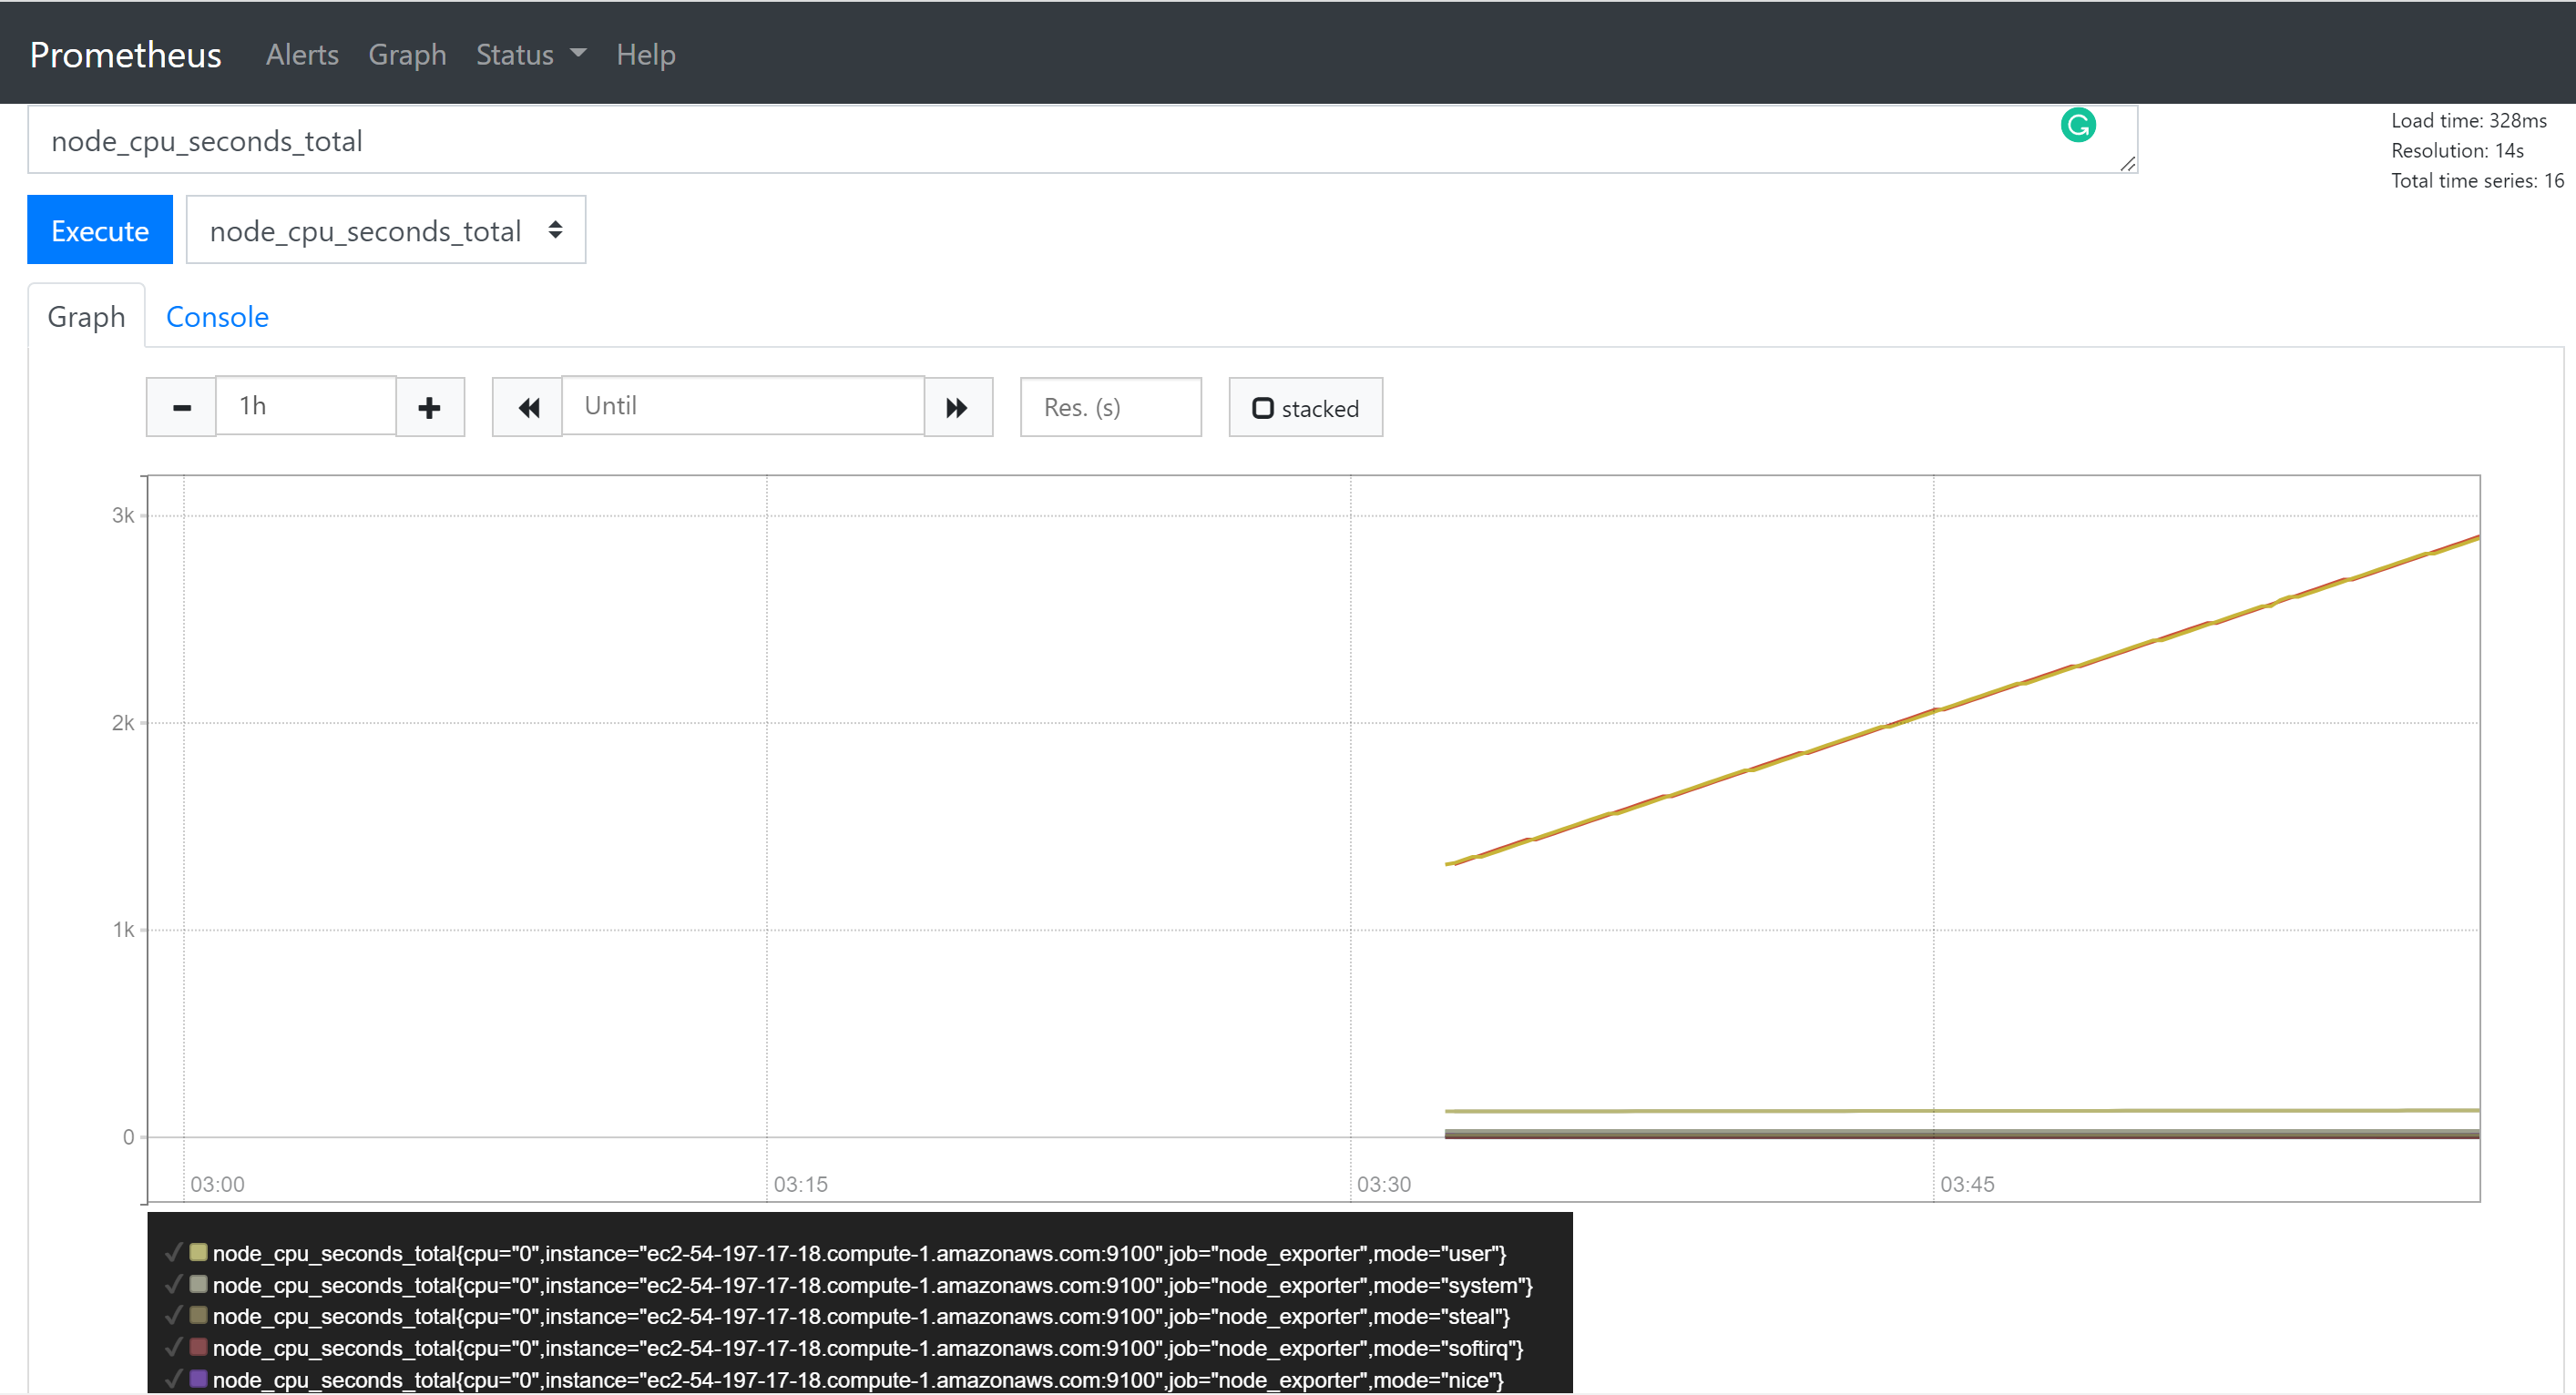 Prometheus Alerts Graph Status Help
node_cpu_seconds_total
Load time: 328ms
Resolution: 14s
Total time series: 16
Execute node_cpu_seconds_total
Graph Console
1h Until Res. (s) stacked
3k
2k
1k
0
03:00 03:15 03:30 03:45
node_cpu_seconds_total{cpu="0",instance="ec2-54-197-17-18.compute-1.amazonaws.com:9100",job="node_exporter",mode="user"}
node_cpu_seconds_total{cpu="0",instance="ec2-54-197-17-18.compute-1.amazonaws.com:9100",job="node_exporter",mode="system"}
node_cpu_seconds_total{cpu="0",instance="ec2-54-197-17-18.compute-1.amazonaws.com:9100",job="node_exporter",mode="steal"}
node_cpu_seconds_total{cpu="0",instance="ec2-54-197-17-18.compute-1.amazonaws.com:9100",job="node_exporter",mode="softirq"}
node_cpu_seconds_total{cpu="0",instance="ec2-54-197-17-18.compute-1.amazonaws.com:9100",job="node_exporter",mode="nice"}